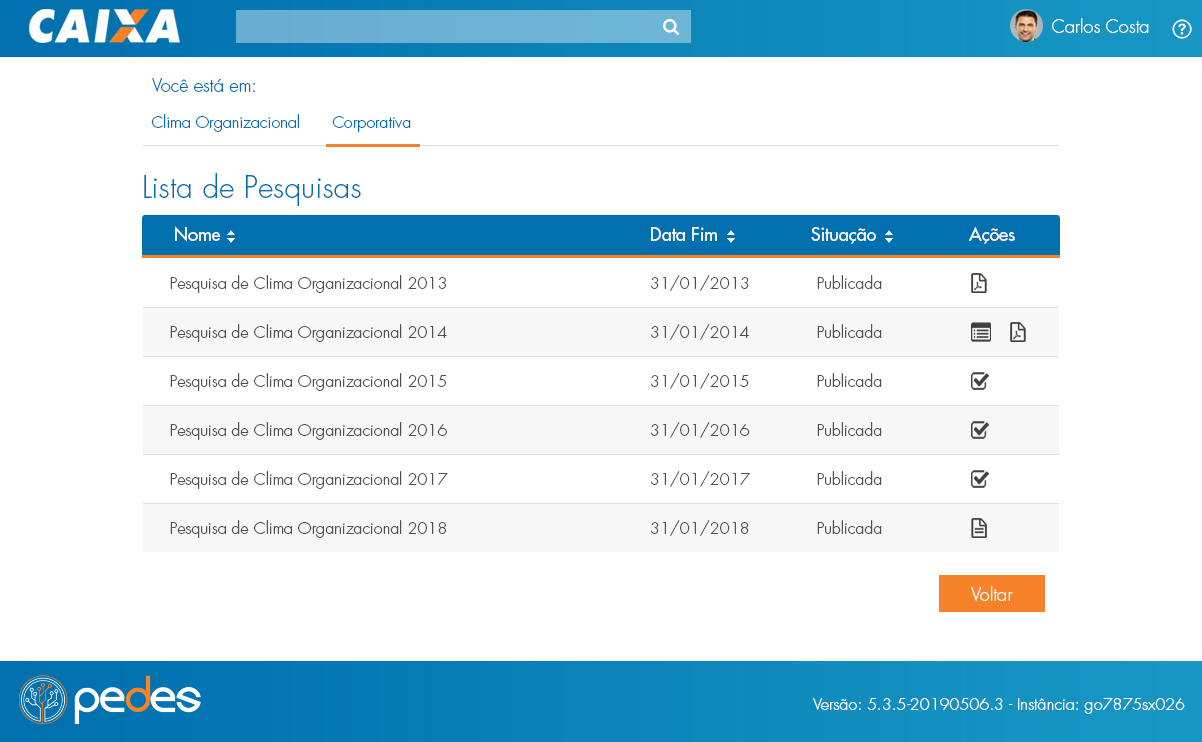 CAIXA
Carlos Costa
Você está em:
Clima Organizacional Corporativa
Lista de Pesquisas
Nome Data Fim Situação Ações
Pesquisa de Clima Organizacional 2013 31/01/2013 Publicada
Pesquisa de Clima Organizacional 2014 31/01/2014 Publicada
Pesquisa de Clima Organizacional 2015 31/01/2015 Publicada
Pesquisa de Clima Organizacional 2016 31/01/2016 Publicada
Pesquisa de Clima Organizacional 2017 31/01/2017 Publicada
Pesquisa de Clima Organizacional 2018 31/01/2018 Publicada
Voltar
pedes
Versão: 5.3.5-20190506.3 - Instância: go7875sx026